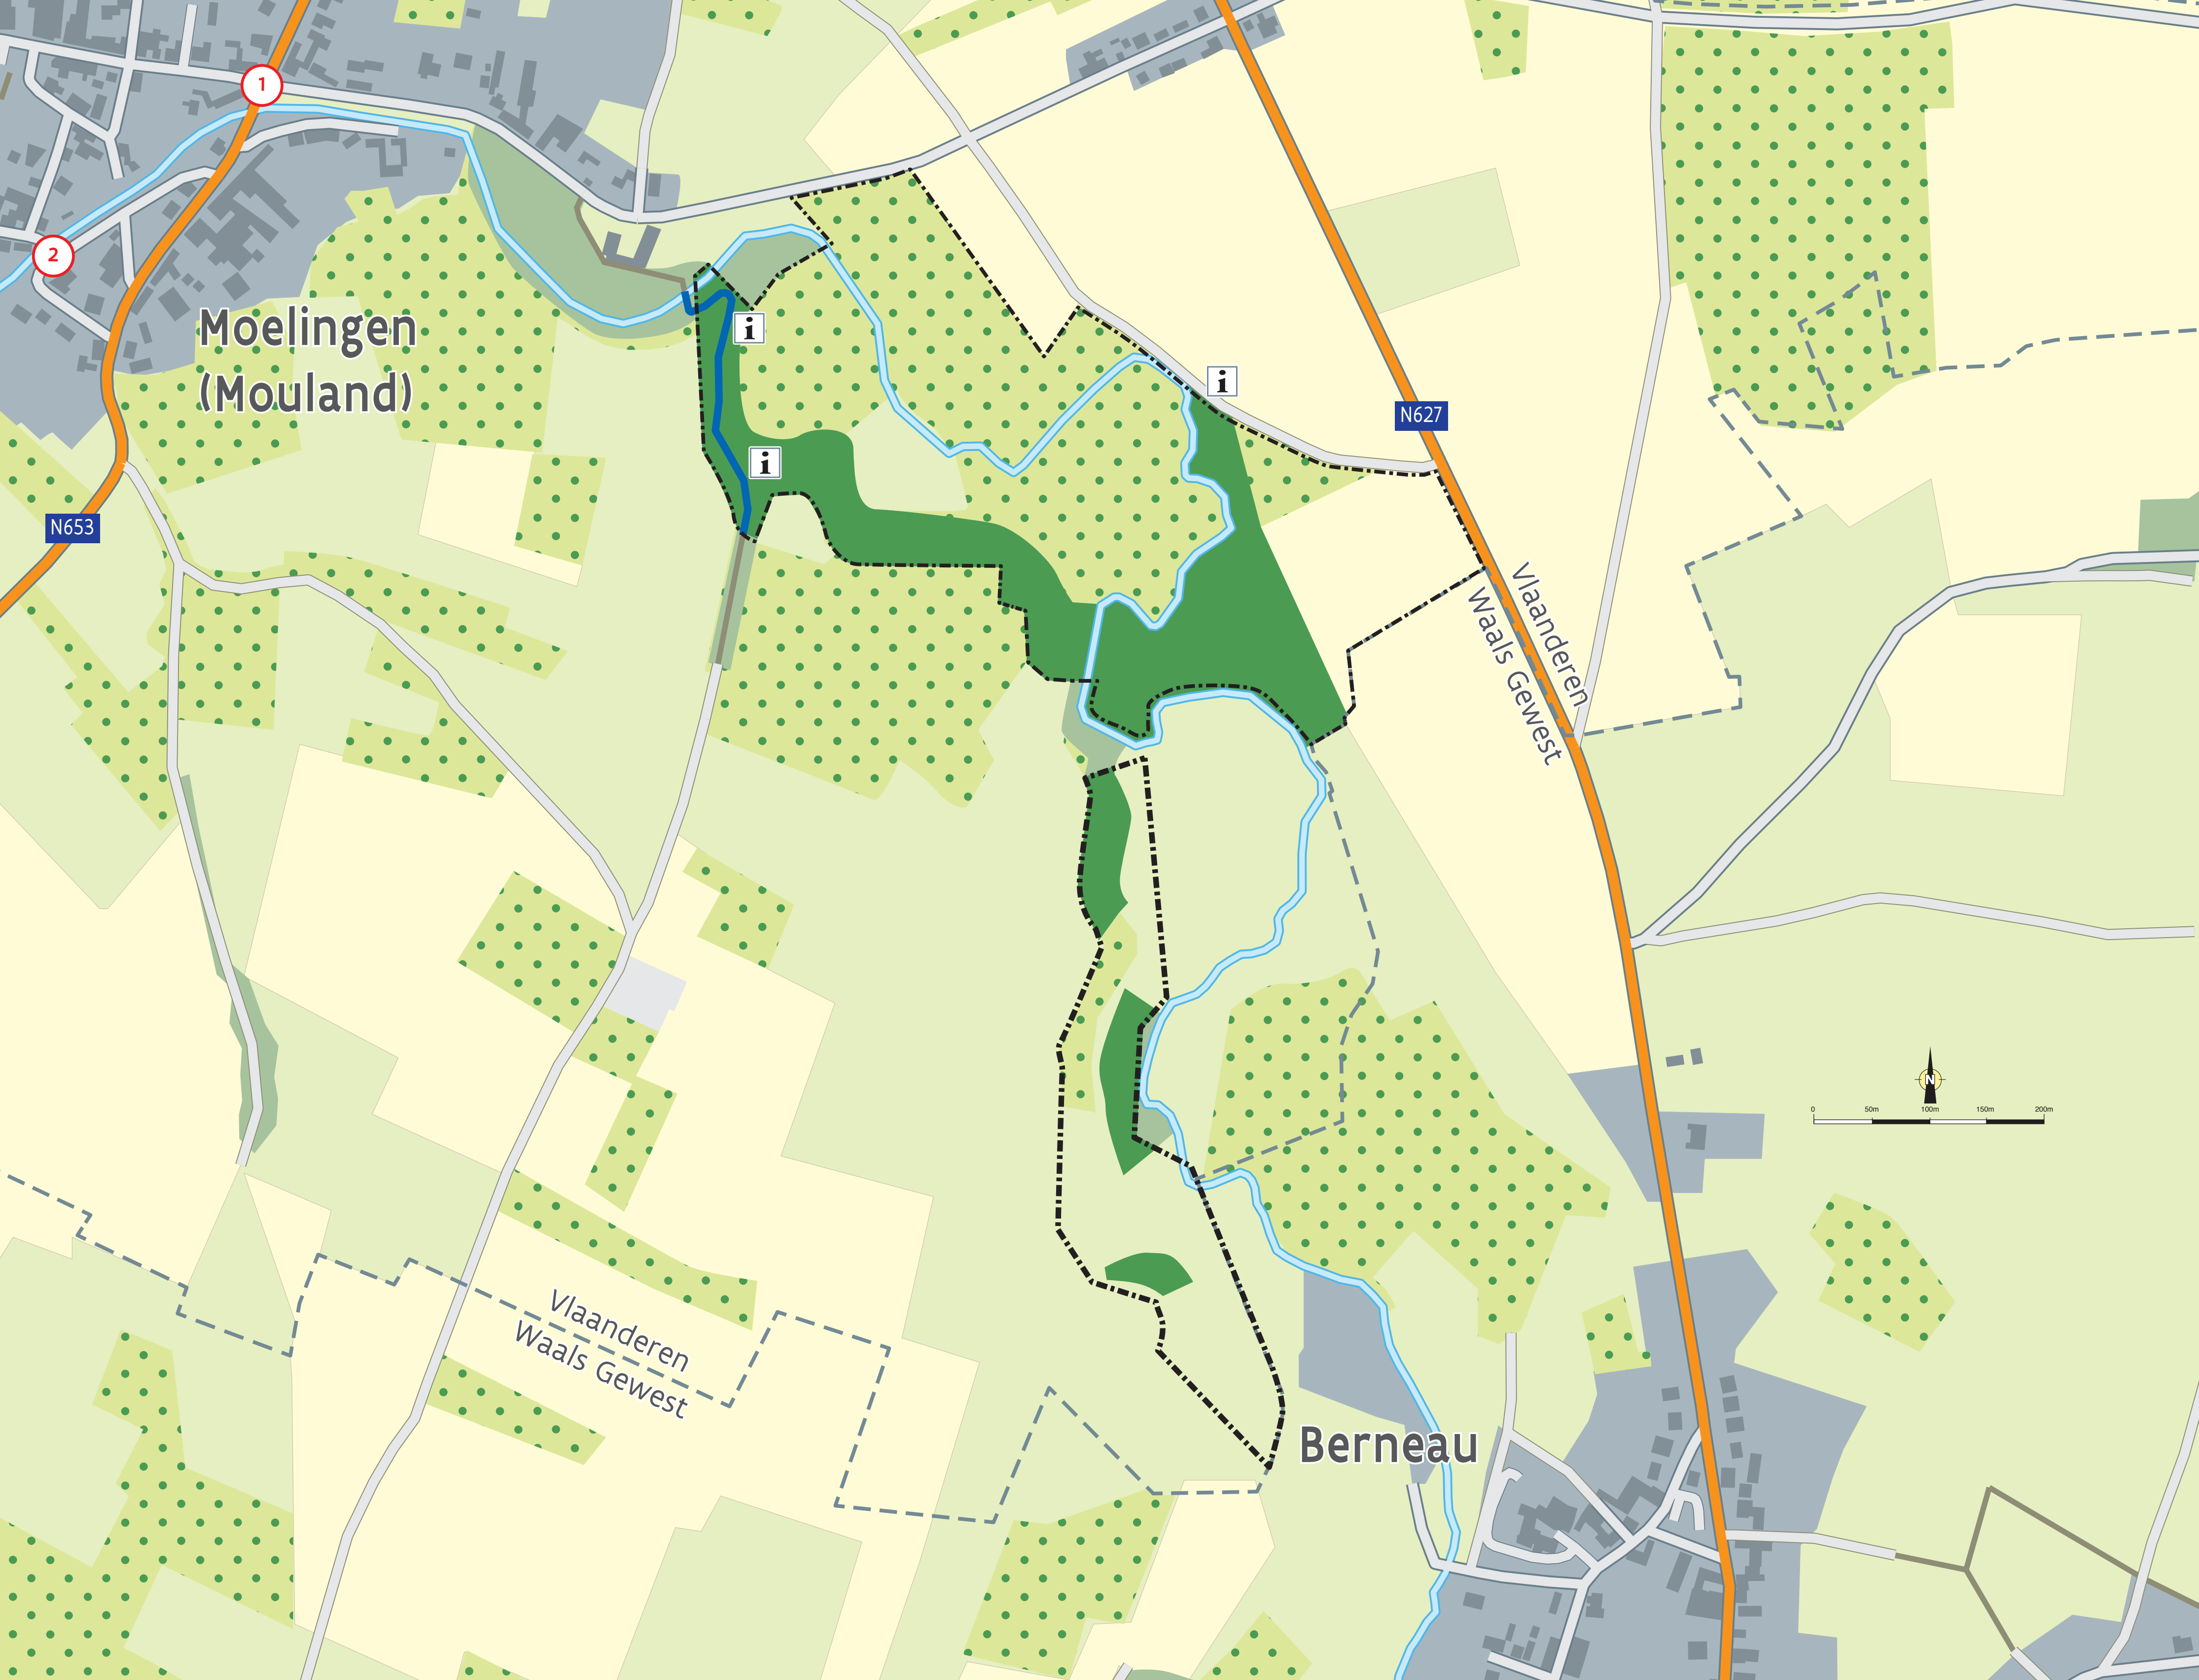 1
2
Moelingen
(Mouland)
i
i
i
N627
N653
Vlaanderen
Waals Gewest
N
0 50m 100m 150m 200m
Vlaanderen
Waals Gewest
Berneau